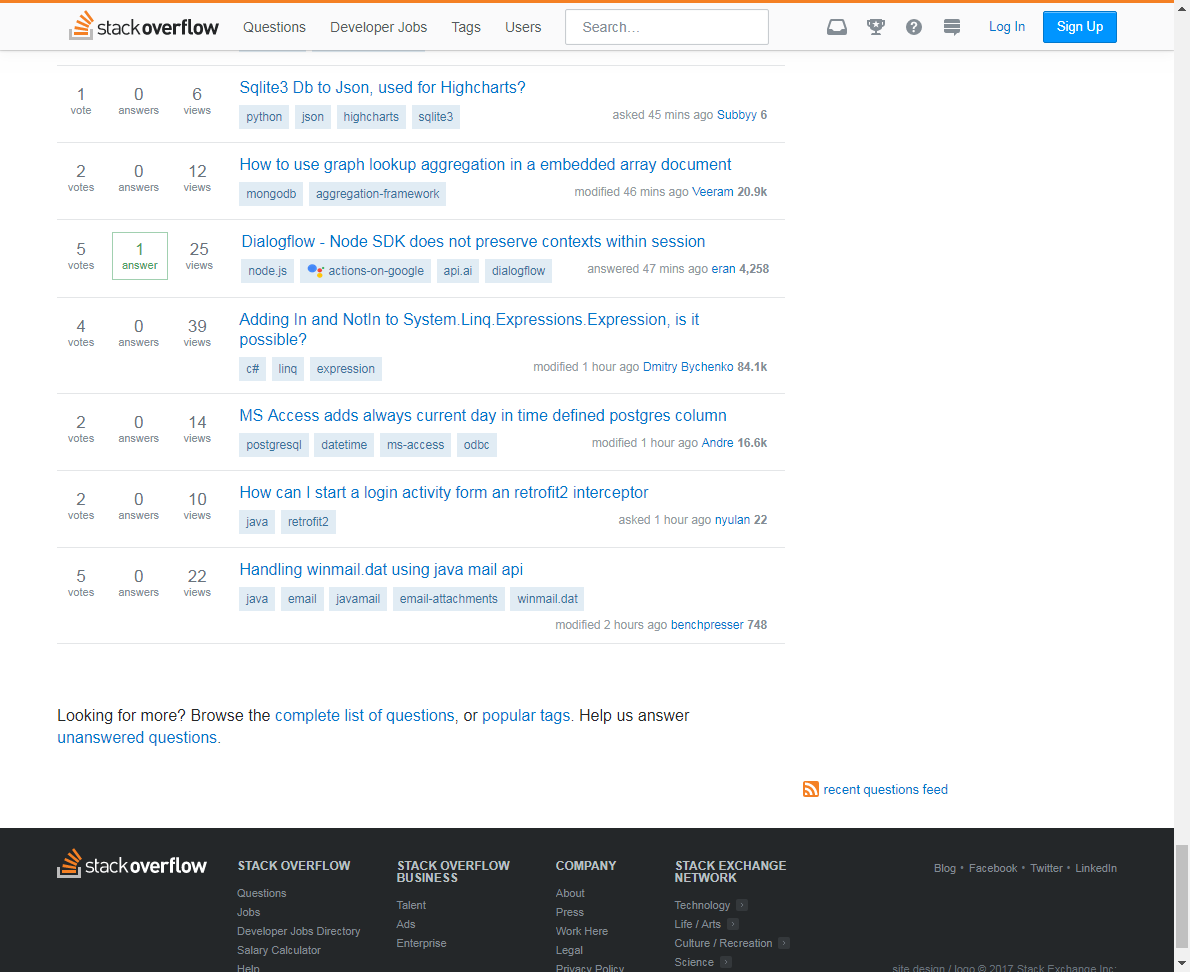 stackoverflow Questions Developer Jobs Tags Users Search… Log In Sign Up
1 0 6 Sqlite3 Db to Json, used for Highcharts?
vote answers views python json highcharts sqlite3 asked 45 mins ago Subbyy 6
2 0 12 How to use graph lookup aggregation in a embedded array document
votes answers views mongodb aggregation-framework modified 46 mins ago Veeram 20.9k
5 1 25 Dialogflow - Node SDK does not preserve contexts within session
votes answer views node.js actions-on-google api.ai dialogflow answered 47 mins ago eran 4,258
4 0 39 Adding In and NotIn to System.Linq.Expressions.Expression, is it
votes answers views possible?
c# linq expression modified 1 hour ago Dmitry Bychenko 84.1k
2 0 14 MS Access adds always current day in time defined postgres column
votes answers views postgresql datetime ms-access odbc modified 1 hour ago Andre 16.6k
2 0 10 How can I start a login activity form an retrofit2 interceptor
votes answers views java retrofit2 asked 1 hour ago nyulan 22
5 0 22 Handling winmail.dat using java mail api
votes answers views java email javamail email-attachments winmail.dat
modified 2 hours ago benchpresser 748
Looking for more? Browse the complete list of questions, or popular tags. Help us answer
unanswered questions.
recent questions feed
stackoverflow
STACK OVERFLOW
Questions
Jobs
Developer Jobs Directory
Salary Calculator
Help
STACK OVERFLOW
BUSINESS
Talent
Ads
Enterprise
COMPANY
About
Press
Work Here
Legal
Privacy Policy
STACK EXCHANGE
NETWORK
Technology
Life / Arts
Culture / Recreation
Science
Blog • Facebook • Twitter • LinkedIn
site design / logo © 2017 Stack Exchange Inc;